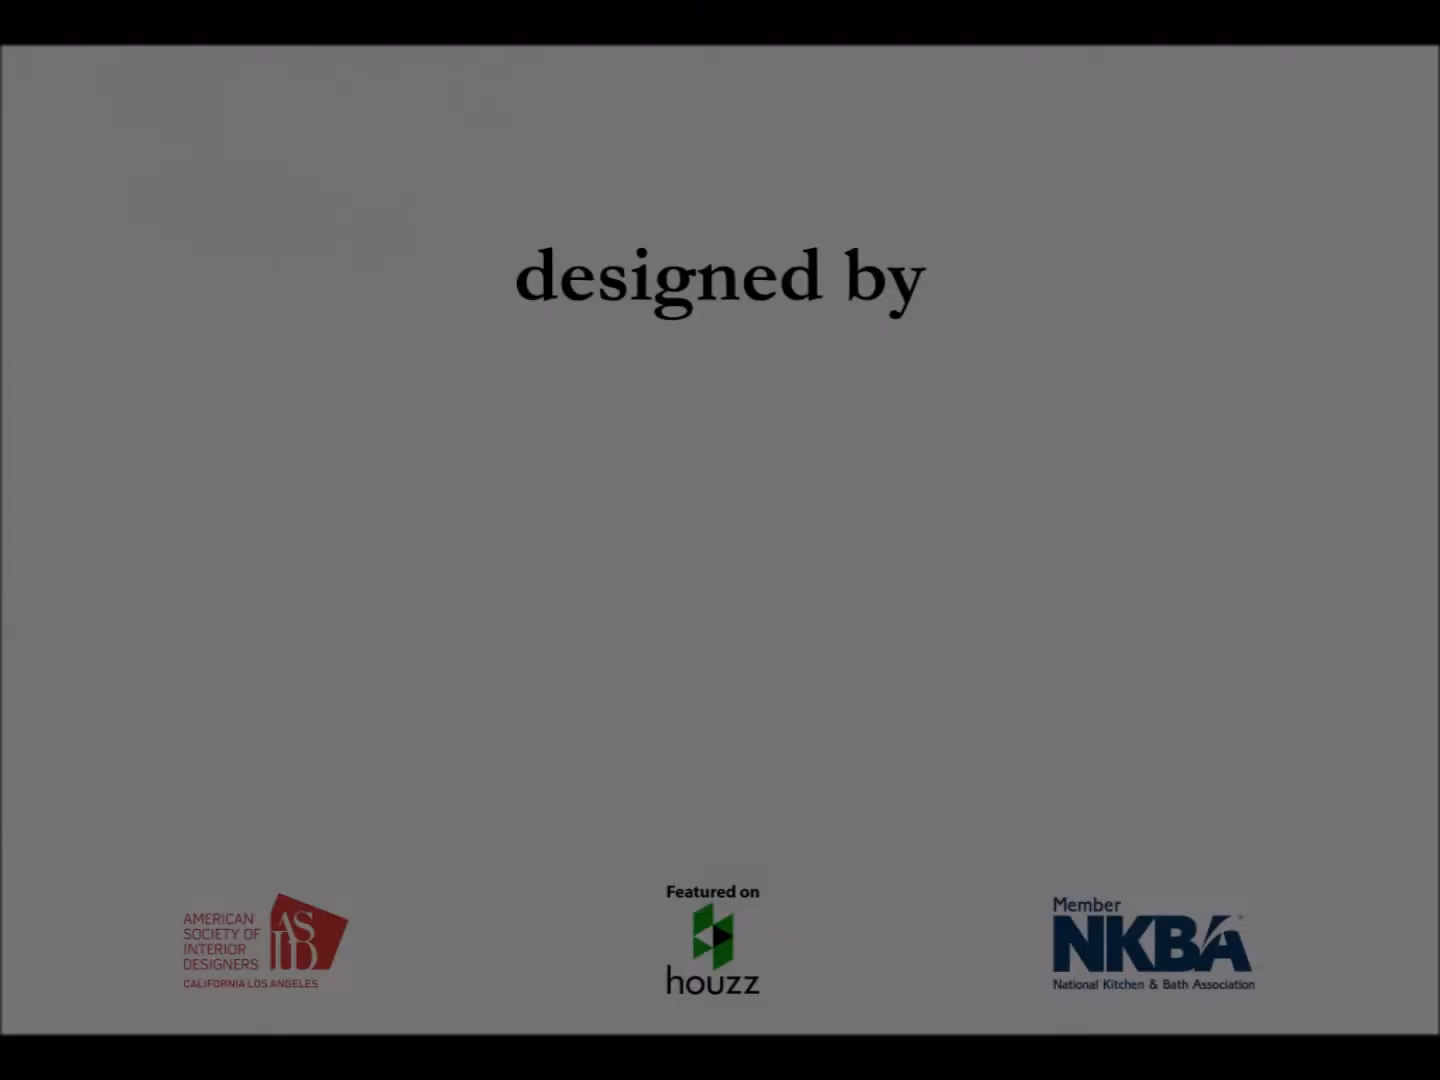 designed by
AMERICAN
SOCIETY OF
INTERIOR
DESIGNERS
ASID
CALIFORNIA LOS ANGELES
Featured on
houzz
Member
NKBA
National Kitchen & Bath Association